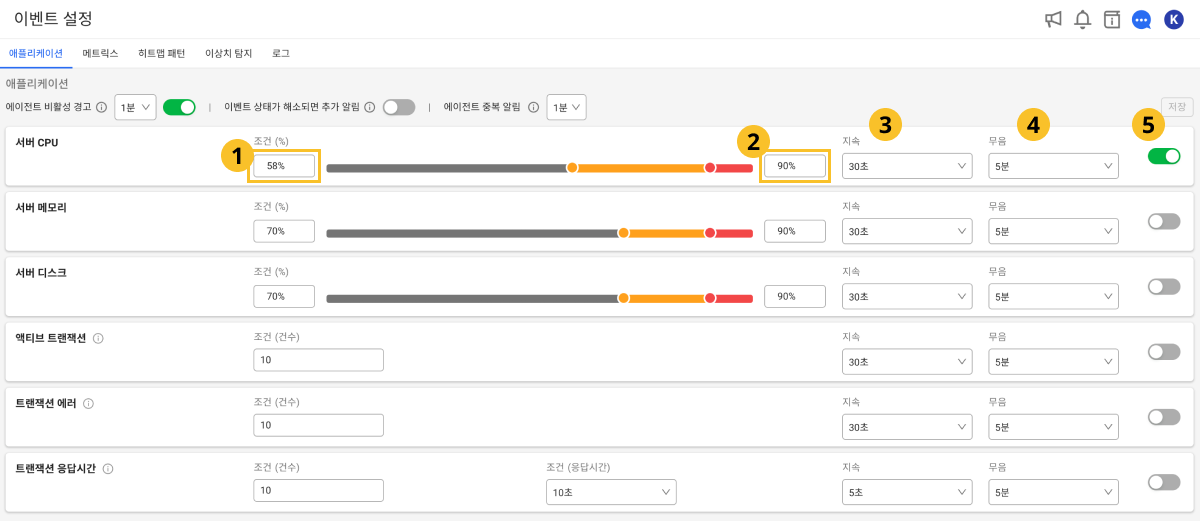 이벤트 설정
K
애플리케이션 메트릭스 히트맵 패턴 이상치 탐지 로그
애플리케이션
에이전트 비활성 경고 1분 | 이벤트 상태가 해소되면 추가 알림 | 에이전트 중복 알림 1분 저장
서버 CPU 조건 (%) 지속 무음
1 58% 2 90% 3 30초 4 5분 5
서버 메모리 조건 (%) 지속 무음
70% 90% 30초 5분
서버 디스크 조건 (%) 지속 무음
70% 90% 30초 5분
액티브 트랜잭션 조건 (건수) 지속 무음
10 30초 5분
트랜잭션 에러 조건 (건수) 지속 무음
10 30초 5분
트랜잭션 응답시간 조건 (건수) 조건 (응답시간) 지속 무음
10 10초 5초 5분